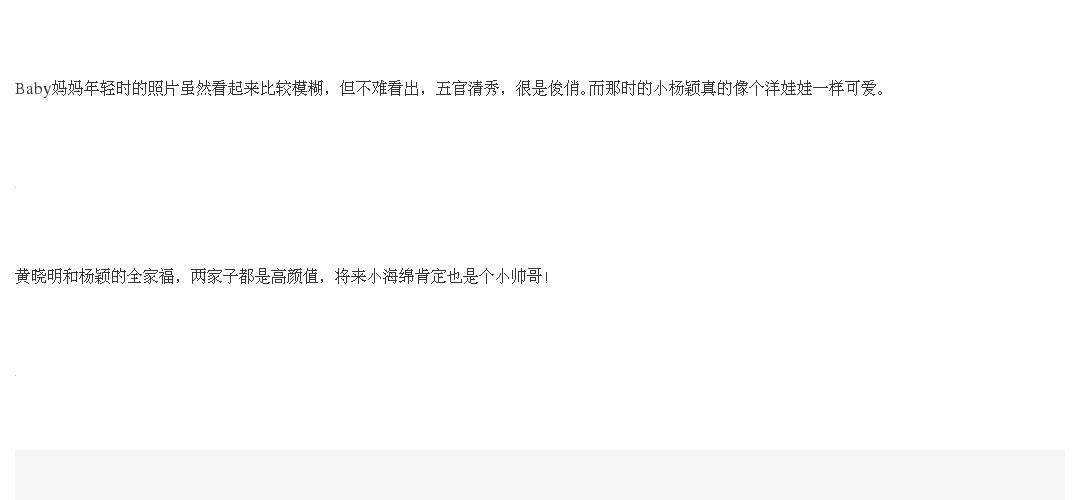 Baby妈妈年轻时的照片虽然看起来比较模糊，但不难看出，五官清秀，很是俊俏。而那时的小杨颖真的像个洋娃娃一样可爱。
黄晓明和杨颖的全家福，两家子都是高颜值，将来小海绵肯定也是个小帅哥！